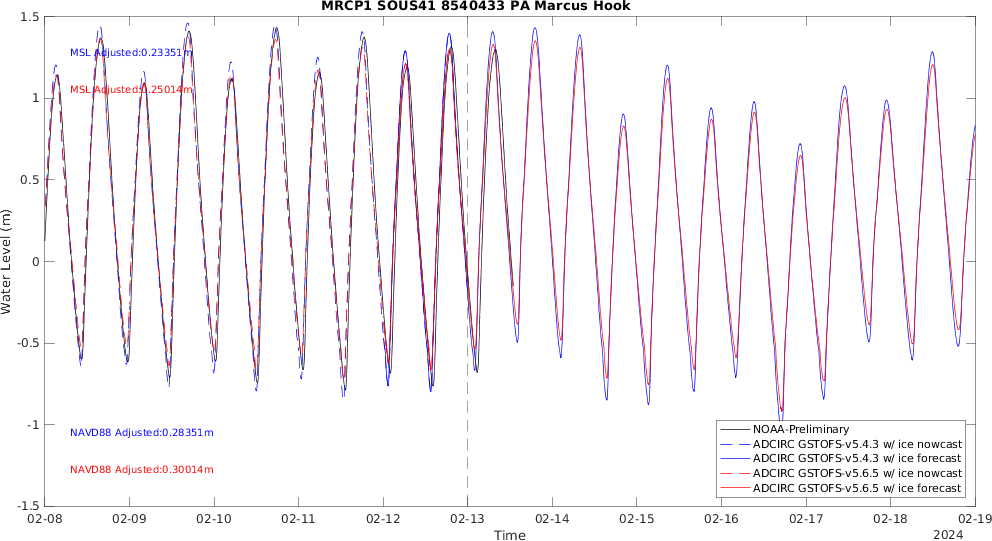 MRCP1 SOUS41 8540433 PA Marcus Hook
1.5
MSL Adjusted:0.23351m
MSL Adjusted:0.25014m
1
0.5
0
-0.5
-1
-1.5
Water Level (m)
NAVD88 Adjusted:0.28351m
NAVD88 Adjusted:0.30014m
NOAA-Preliminary
ADCIRC GSTOFS-v5.4.3 w/ ice nowcast
ADCIRC GSTOFS-v5.4.3 w/ ice forecast
ADCIRC GSTOFS-v5.6.5 w/ ice nowcast
ADCIRC GSTOFS-v5.6.5 w/ ice forecast
02-08 02-09 02-10 02-11 02-12 02-13 02-14 02-15 02-16 02-17 02-18 02-19
Time
2024